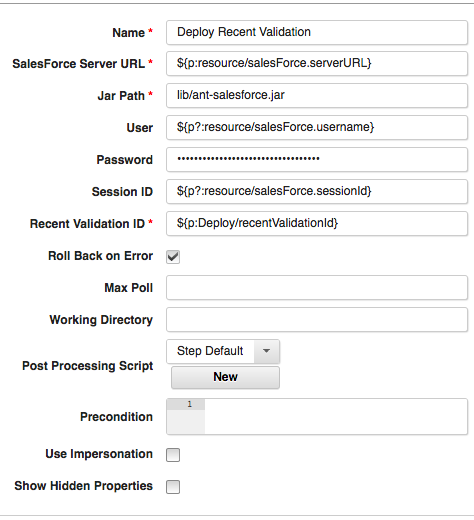 Name * Deploy Recent Validation
SalesForce Server URL * ${p:resource/salesForce.serverURL}
Jar Path * lib/ant-salesforce.jar
User ${p?:resource/salesForce.username}
Password ••••••••••••••••••••••••••••••••••
Session ID ${p?:resource/salesForce.sessionId}
Recent Validation ID * ${p:Deploy/recentValidationId}
Roll Back on Error
Max Poll
Working Directory
Post Processing Script Step Default
New
Precondition 1
Use Impersonation
Show Hidden Properties